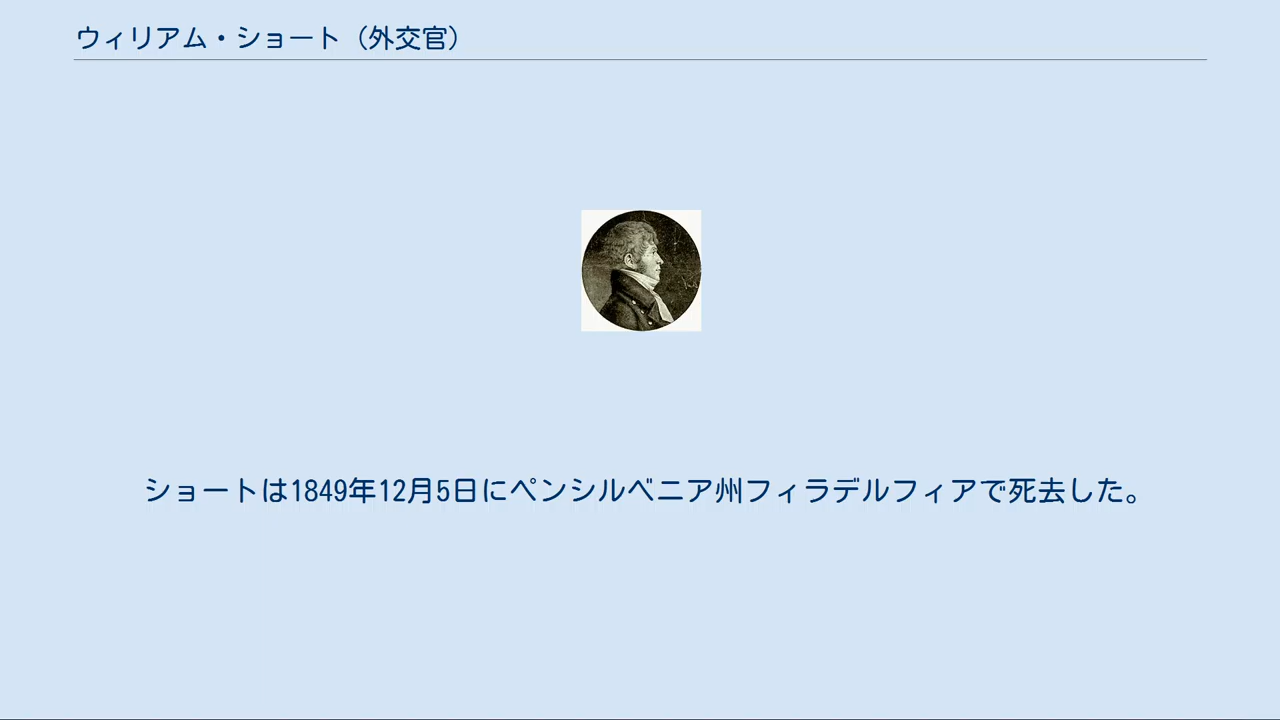 ウィリアム・ショート（外交官）
ショートは1849年12月5日にペンシルベニア州フィラデルフィアで死去した。